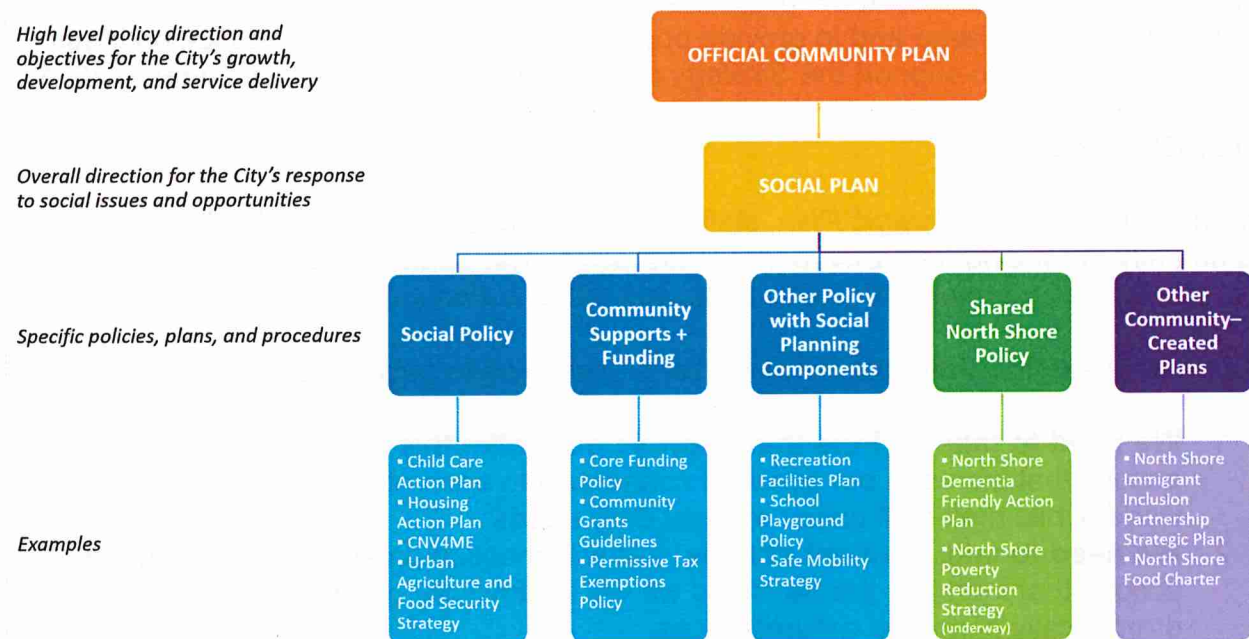 High level policy direction and
objectives for the City's growth,
development, and service delivery
OFFICIAL COMMUNITY PLAN
Overall direction for the City's response
to social issues and opportunities
SOCIAL PLAN
Specific policies, plans, and procedures
Social Policy
Community
Supports +
Funding
Other Policy
with Social
Planning
Components
Shared
North Shore
Policy
Other
Community–
Created
Plans
Examples
▪ Child Care
Action Plan
▪ Housing
Action Plan
▪ CNV4ME
▪ Urban
Agriculture and
Food Security
Strategy
▪ Core Funding
Policy
▪ Community
Grants
Guidelines
▪ Permissive Tax
Exemptions
Policy
▪ Recreation
Facilities Plan
▪ School
Playground
Policy
▪ Safe Mobility
Strategy
▪ North Shore
Dementia
Friendly Action
Plan
▪ North Shore
Poverty
Reduction
Strategy
(underway)
▪ North Shore
Immigrant
Inclusion
Partnership
Strategic Plan
▪ North Shore
Food Charter